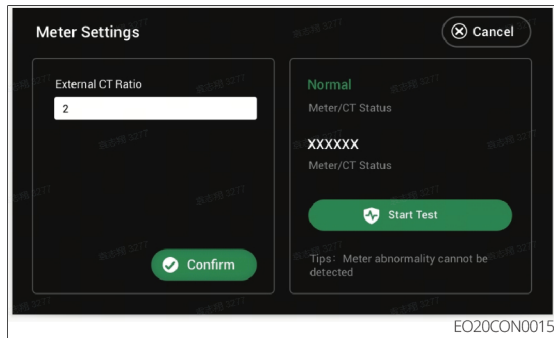 Meter Settings
Cancel
External CT Ratio
2
Confirm
Normal
Meter/CT Status
XXXXXX
Meter/CT Status
Start Test
Tips: Meter abnormality cannot be
detected
EO20CON0015